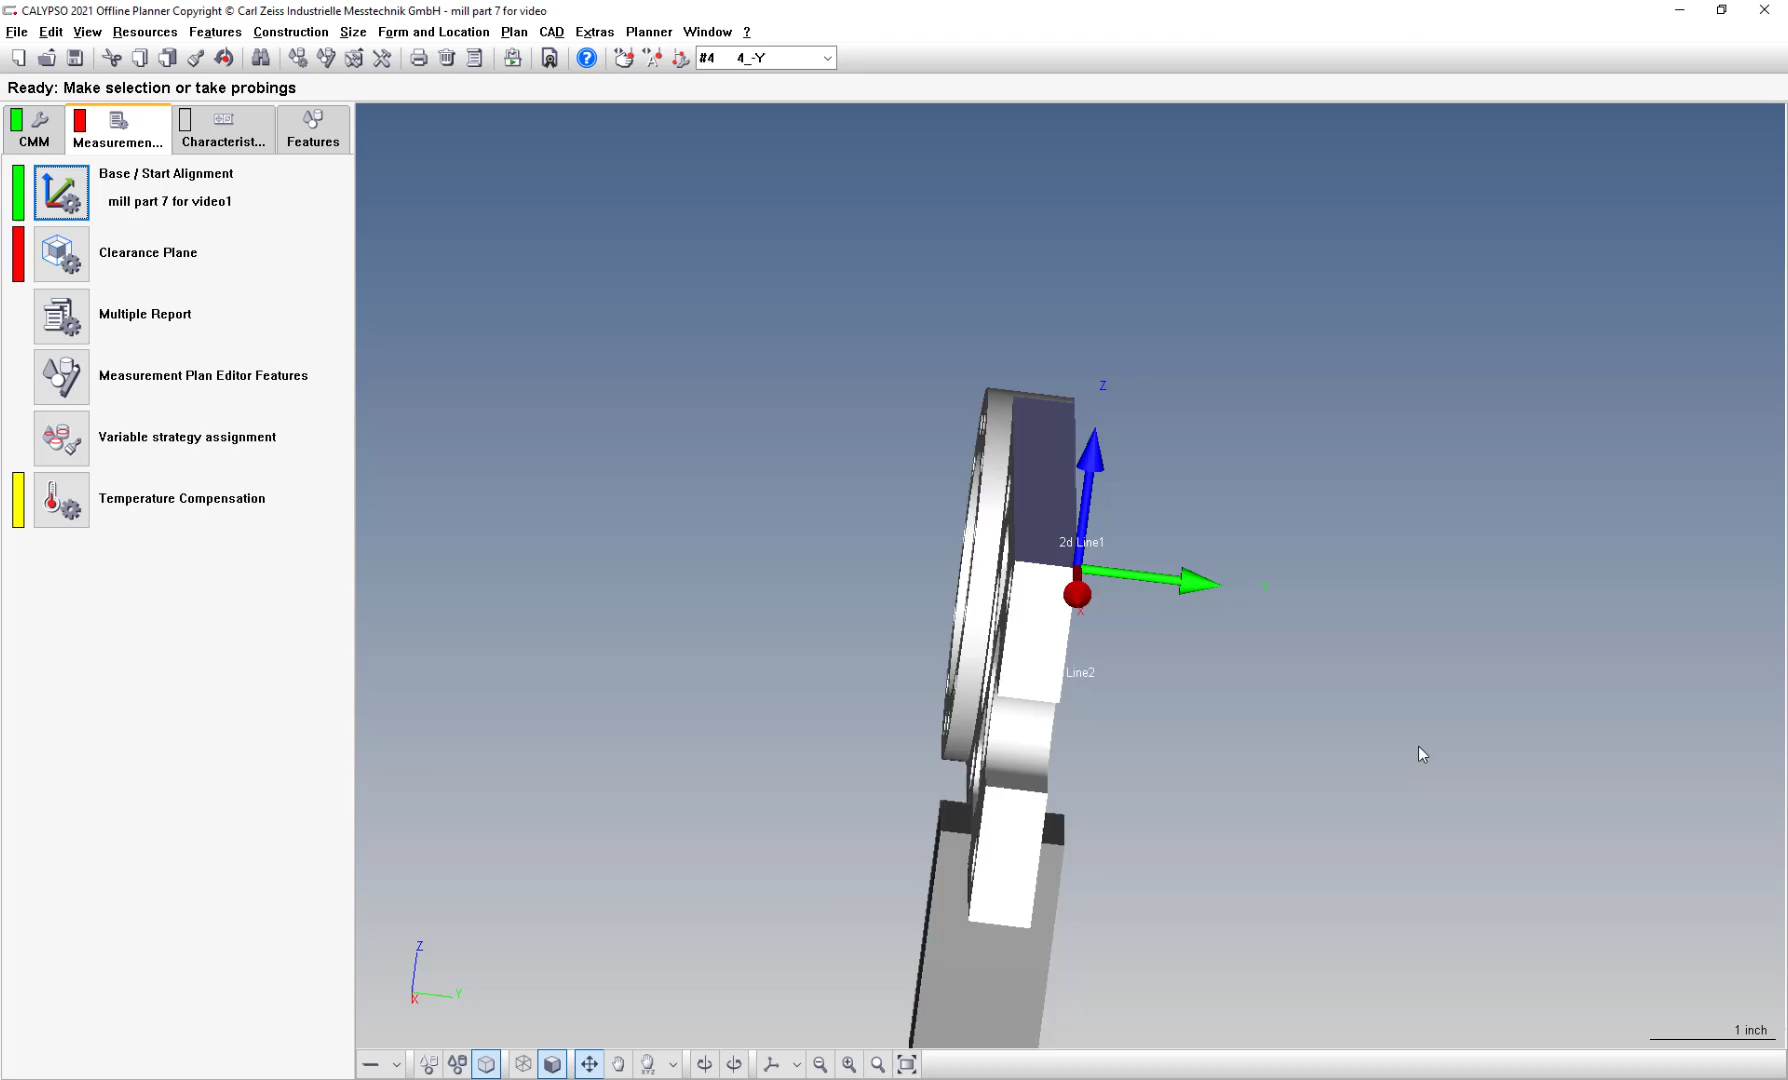 CALYPSO 2021 Offline Planner Copyright © Carl Zeiss Industrielle Messtechnik GmbH - mill part 7 for video
File Edit View Resources Features Construction Size Form and Location Plan CAD Extras Planner Window ?
#4 4_-Y
Ready: Make selection or take probings
CMM Measuremen... Characterist... Features
Base / Start Alignment
mill part 7 for video1
Clearance Plane
Multiple Report
Measurement Plan Editor Features
Variable strategy assignment
Temperature Compensation
Z
2d Line1
Y
X
Line2
Z
Y
X
1 inch
XYZ